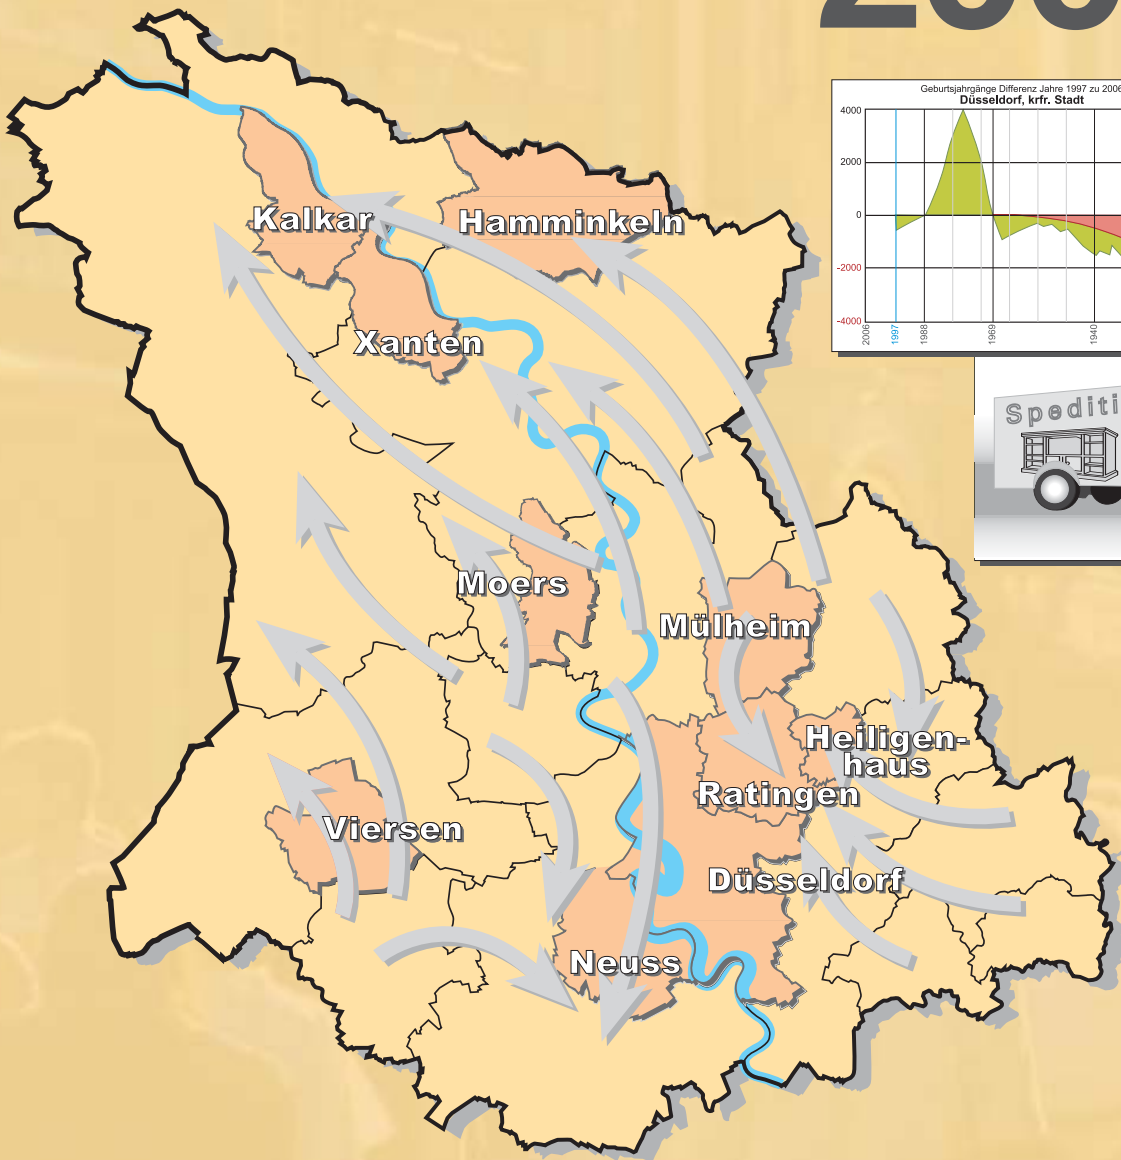 Geburtsjahrgänge Differenz Jahre 1997 zu 2006
Düsseldorf, krfr. Stadt
4000
2000
0
-2000
-4000
2006
1997
1988
1969
1940
Kalkar
Hamminkeln
Xanten
Moers
Mülheim
Heiligen-
haus
Ratingen
Viersen
Düsseldorf
Neuss